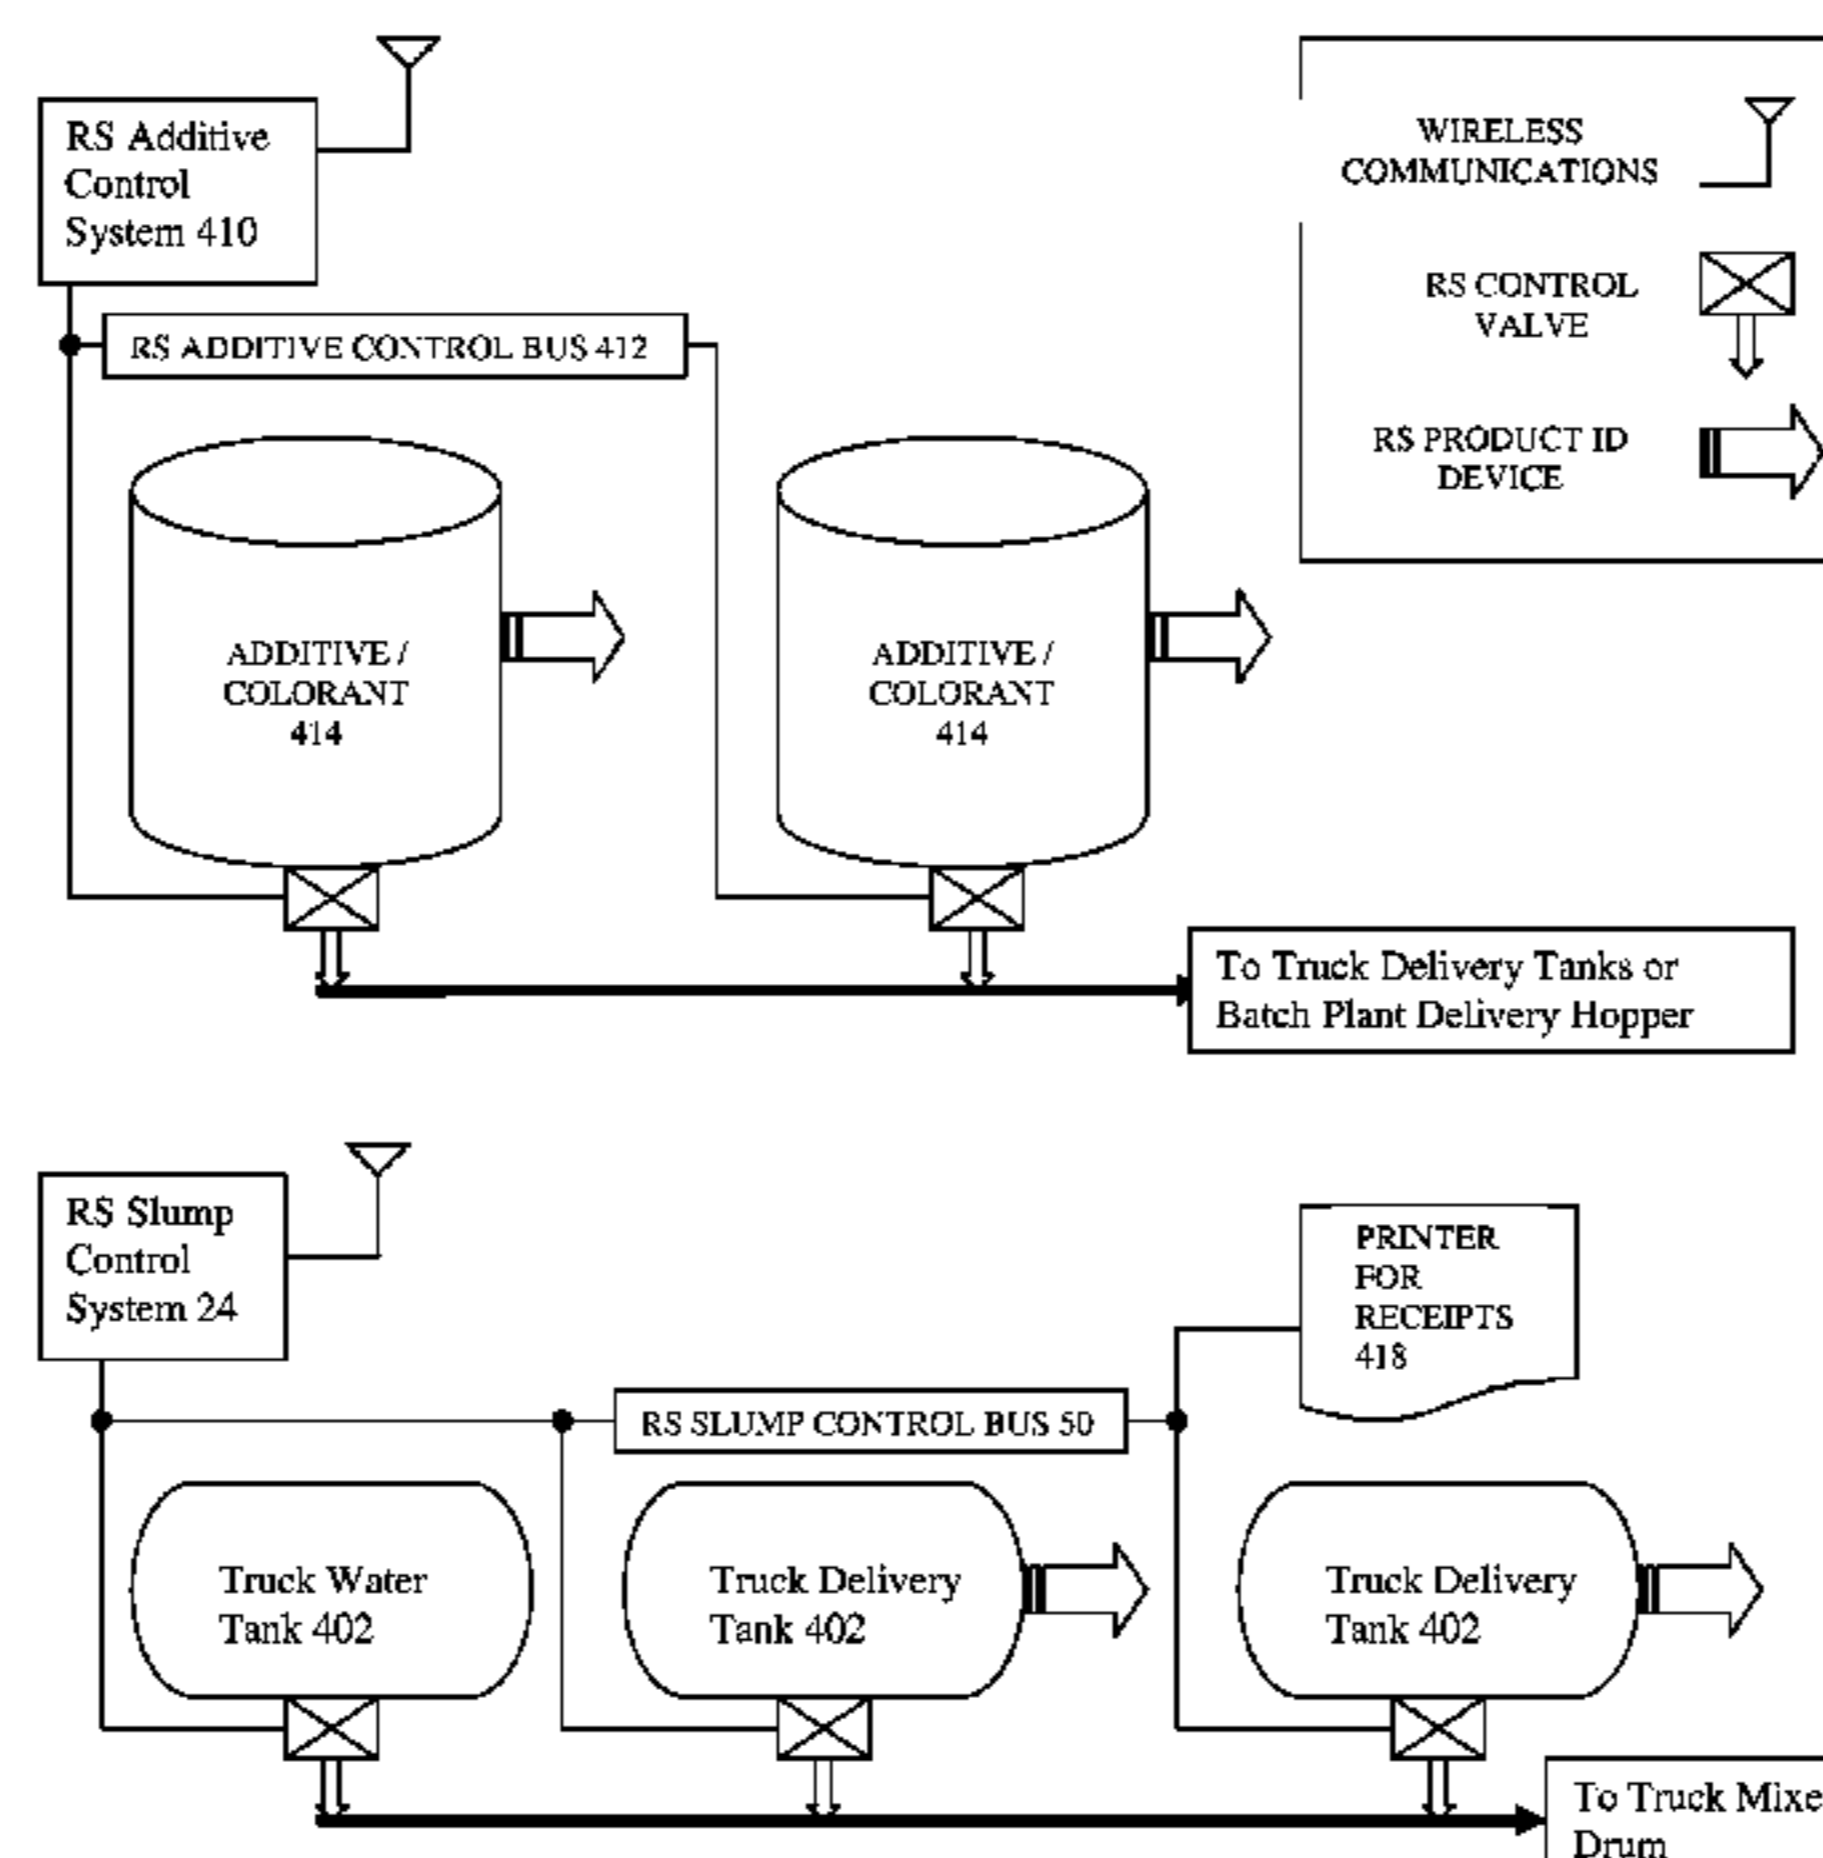 RS Additive
Control
System 410
WIRELESS
COMMUNICATIONS
RS CONTROL
VALVE
RS PRODUCT ID
DEVICE
RS ADDITIVE CONTROL BUS 412
ADDITIVE /
COLORANT
414
ADDITIVE /
COLORANT
414
To Truck Delivery Tanks or
Batch Plant Delivery Hopper
RS Slump
Control
System 24
PRINTER
FOR
RECEIPTS
418
RS SLUMP CONTROL BUS 50
Truck Water
Tank 402
Truck Delivery
Tank 402
Truck Delivery
Tank 402
To Truck Mixe
Drum